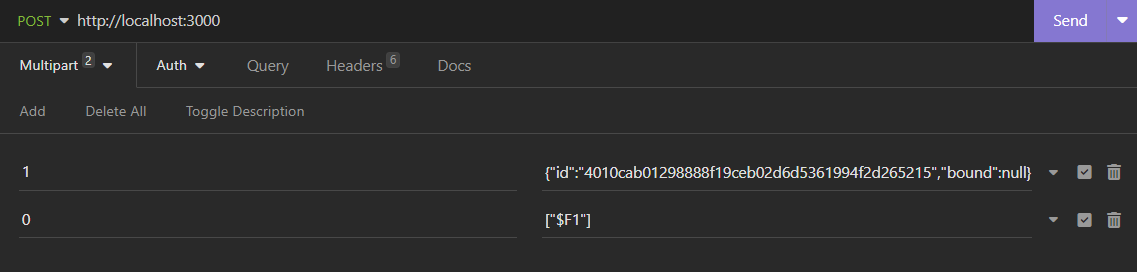 POST http://localhost:3000 Send
Multipart 2 Auth Query Headers 6 Docs
Add Delete All Toggle Description
1 {"id":"4010cab01298888f19ceb02d6d5361994f2d265215","bound":null}
0 ["$F1"]